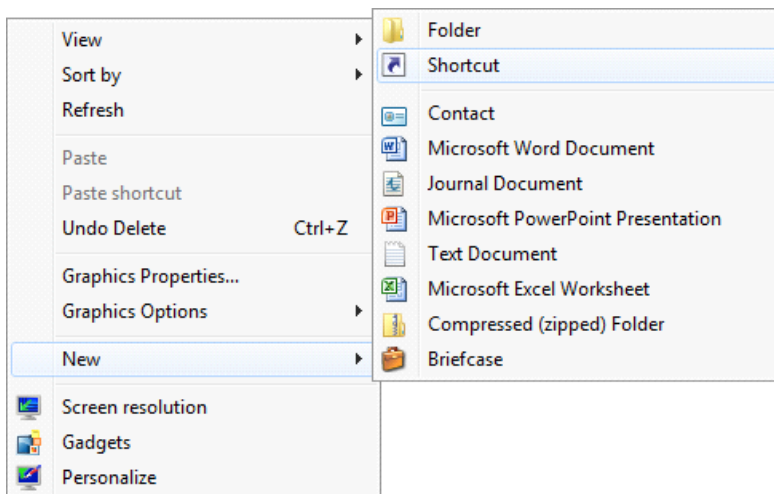 View
Sort by
Refresh
Paste
Paste shortcut
Undo Delete Ctrl+Z
Graphics Properties...
Graphics Options
New
Screen resolution
Gadgets
Personalize
Folder
Shortcut
Contact
Microsoft Word Document
Journal Document
Microsoft PowerPoint Presentation
Text Document
Microsoft Excel Worksheet
Compressed (zipped) Folder
Briefcase